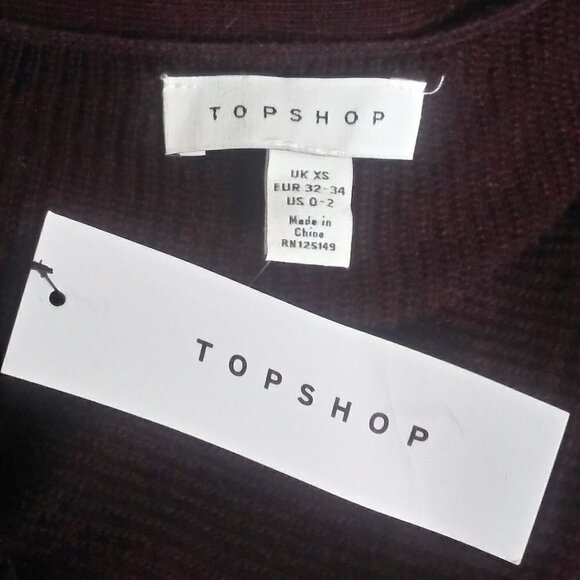 TOPSHOP
UK XS
EUR 32-34
US 0-2
Made in
China
RN125149
TOPSHOP